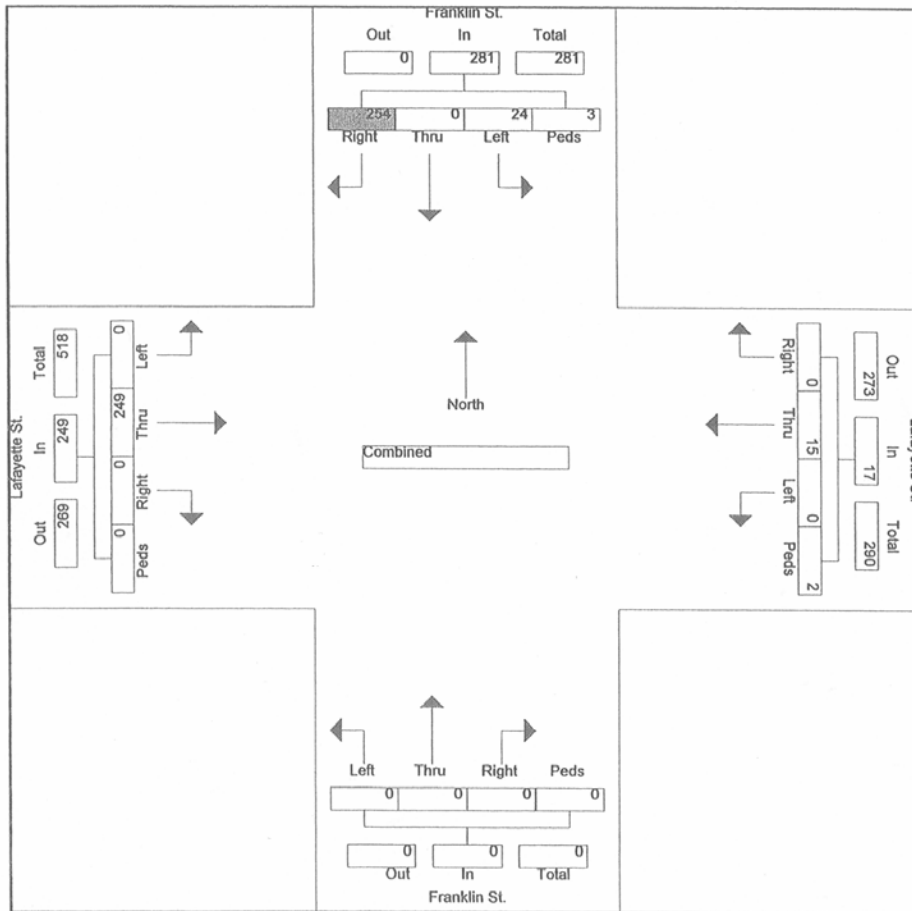 Franklin St.
Out In Total
0 281 281
254 0 24 3
Right Thru Left Peds
Lafayette St.
Total In Out
518 249 269
0 249 0 0
Left Thru Right Peds
North
Combined
Right Thru Left Peds
0 15 0 2
Out In Total
273 17 290
Left Thru Right Peds
0 0 0 0
0 0 0
Out In Total
Franklin St.